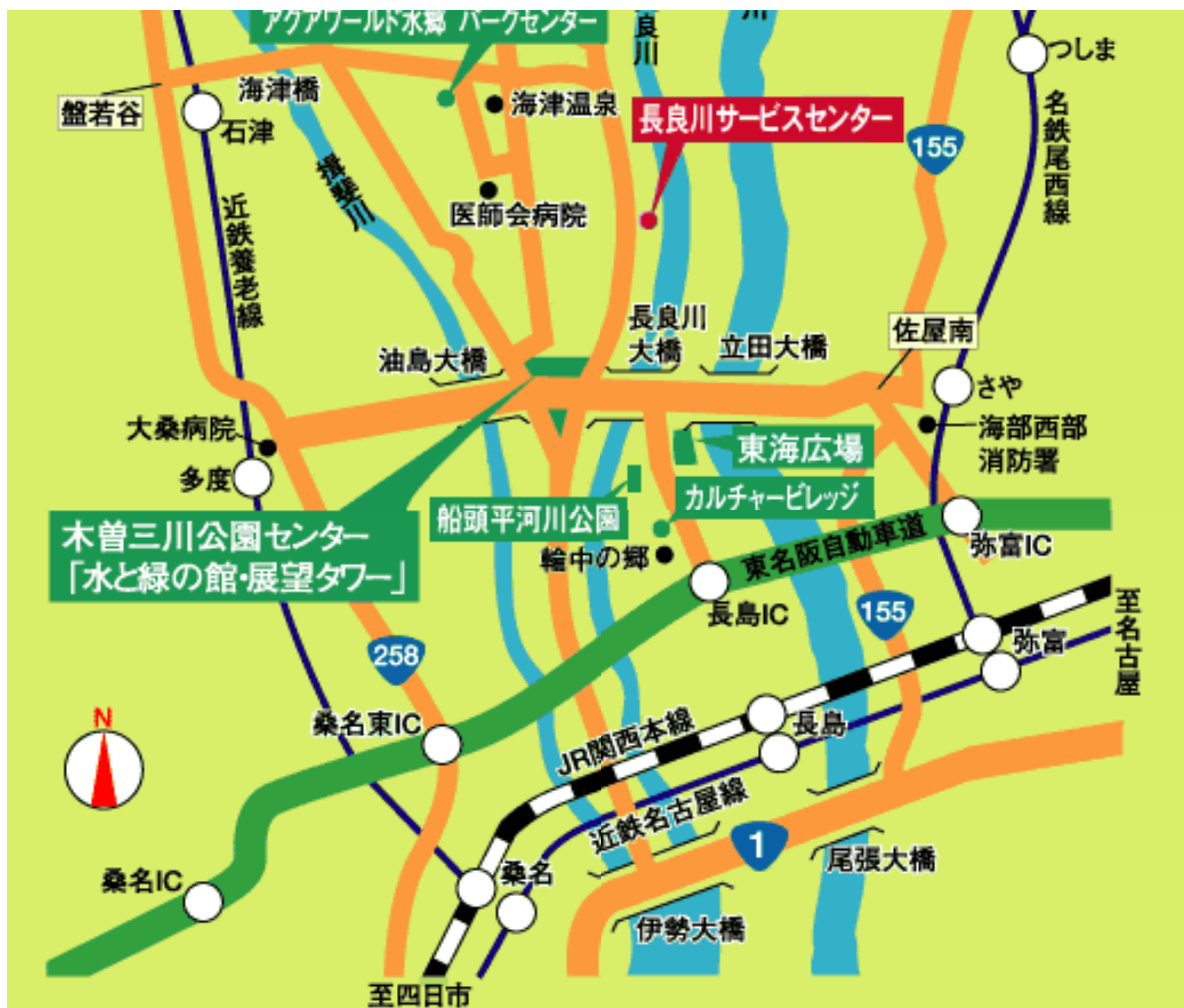 アクアワールド水郷 パークセンター
良川
川
つしま
盤若谷
海津橋
石津
海津温泉
長良川サービスセンター
155
名鉄尾西線
揖斐川
医師会病院
近鉄養老線
油島大橋
長良川
大橋
立田大橋
佐屋南
さや
大桑病院
多度
東海広場
海部西部
消防署
カルチャービレッジ
船頭平河川公園
木曽三川公園センター
「水と緑の館・展望タワー」
輪中の郷
東名阪自動車道
弥富IC
長島IC
155
至名古屋
弥富
258
N
桑名東IC
長島
JR関西本線
近鉄名古屋線
1
尾張大橋
桑名IC
桑名
伊勢大橋
至四日市